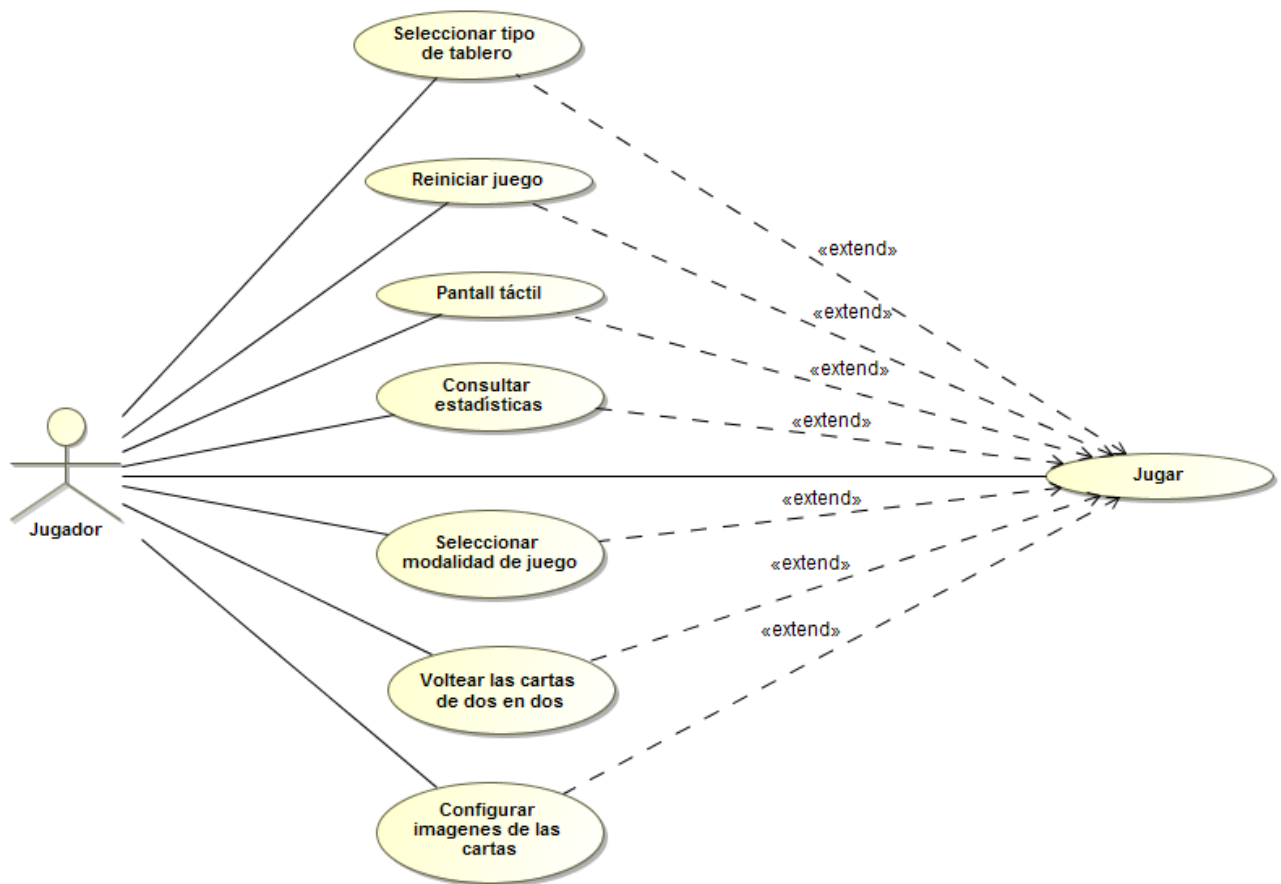 Seleccionar tipo
de tablero
Reiniciar juego
«extend»
Pantall táctil
«extend»
«extend»
Consultar
estadísticas
«extend»
Jugar
Jugador
«extend»
Seleccionar
modalidad de juego
«extend»
«extend»
Voltear las cartas
de dos en dos
Configurar
imagenes de las
cartas